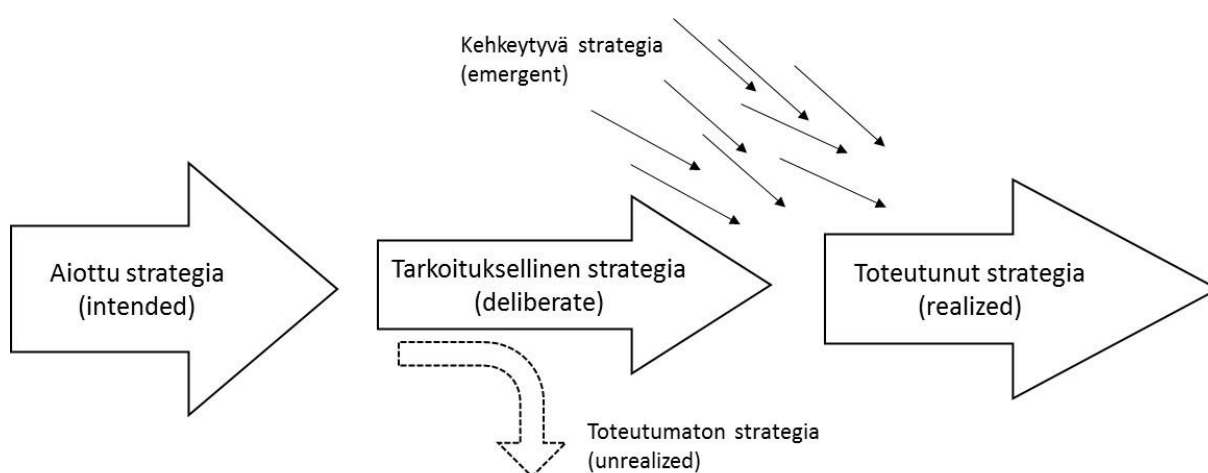 Kehkeytyvä strategia
(emergent)
Aiottu strategia
(intended)
Tarkoituksellinen strategia
(deliberate)
Toteutunut strategia
(realized)
Toteutumaton strategia
(unrealized)